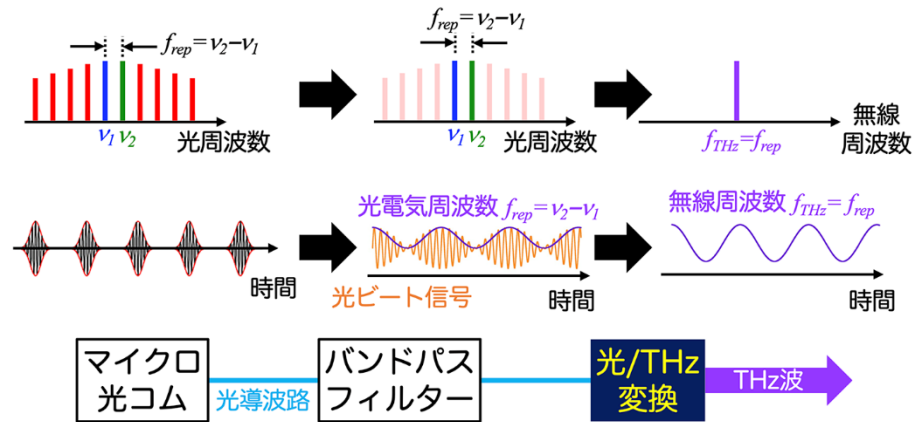 f_rep = ν₂−ν₁
ν₁ ν₂ 光周波数
f_rep = ν₂−ν₁
ν₁ ν₂ 光周波数
無線
周波数
f_THz = f_rep
時間
光電気周波数 f_rep = ν₂−ν₁
光ビート信号
時間
無線周波数 f_THz = f_rep
時間
マイクロ
光コム
光導波路
バンドパス
フィルター
光/THz
変換
THz波